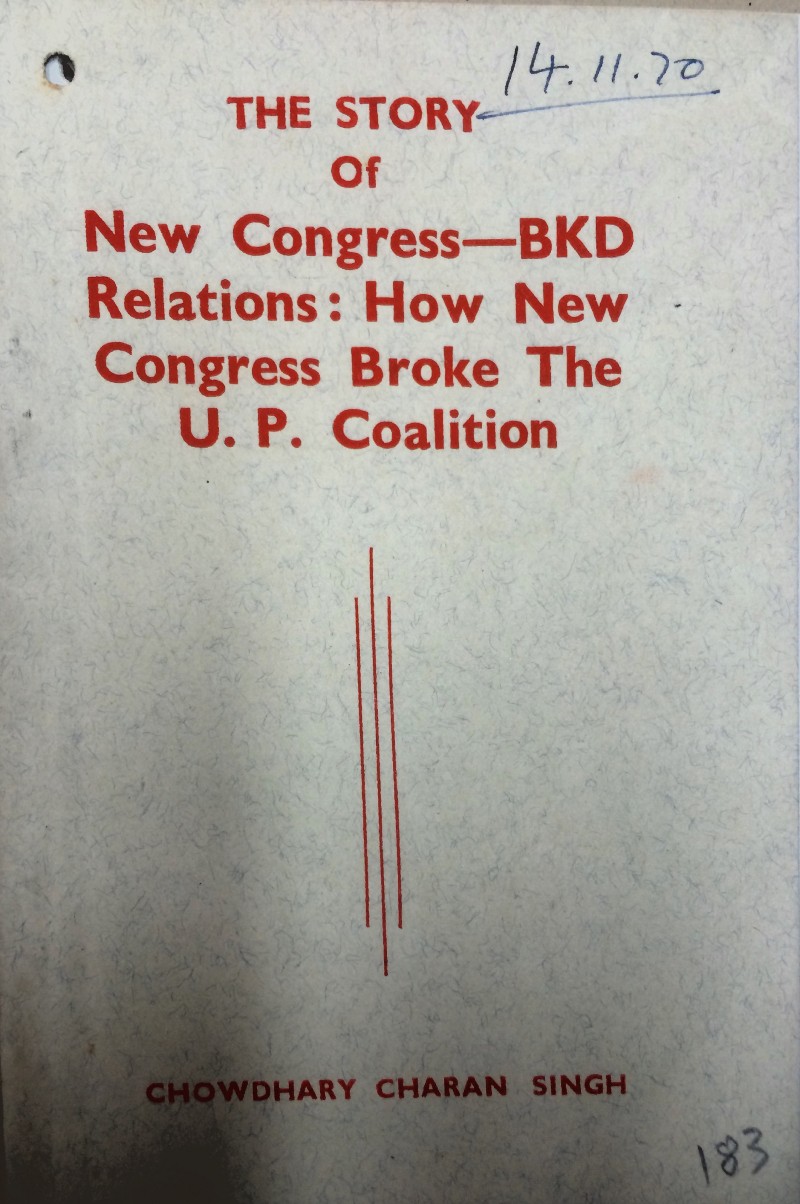 14.11.70
THE STORY
Of
New Congress—BKD
Relations: How New
Congress Broke The
U. P. Coalition
CHOWDHARY CHARAN SINGH
183